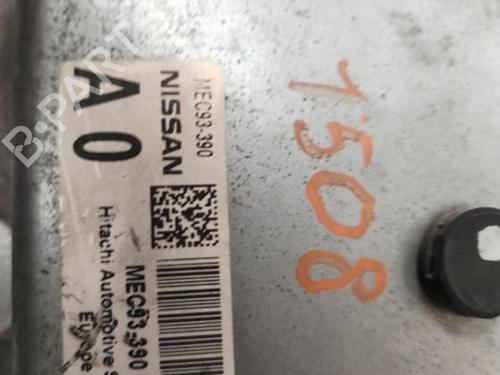 MEC93-390
NISSAN
A0
MEC93-390
Hitachi Automotive
Europe
1508
B-PARTS